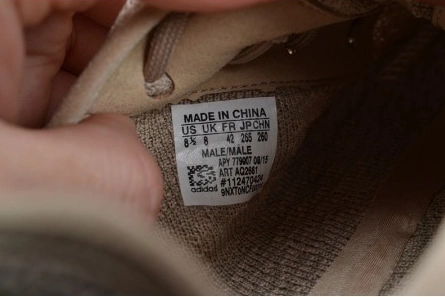 MADE IN CHINA
US UK FR JP CHN
8½ 8 42 265 260
MALE/MALE
APY 779007 08/15
ART AQ2661
#112470424
adidas